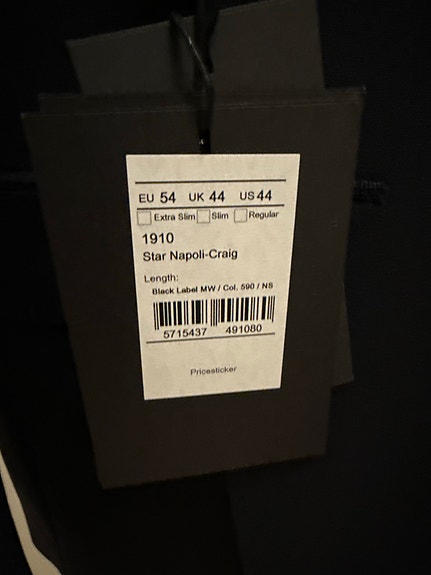 EU 54 UK 44 US 44
Extra Slim Slim Regular
1910
Star Napoli-Craig
Length:
Black Label MW / Col. 590 / NS
5715437 491080
Pricesticker